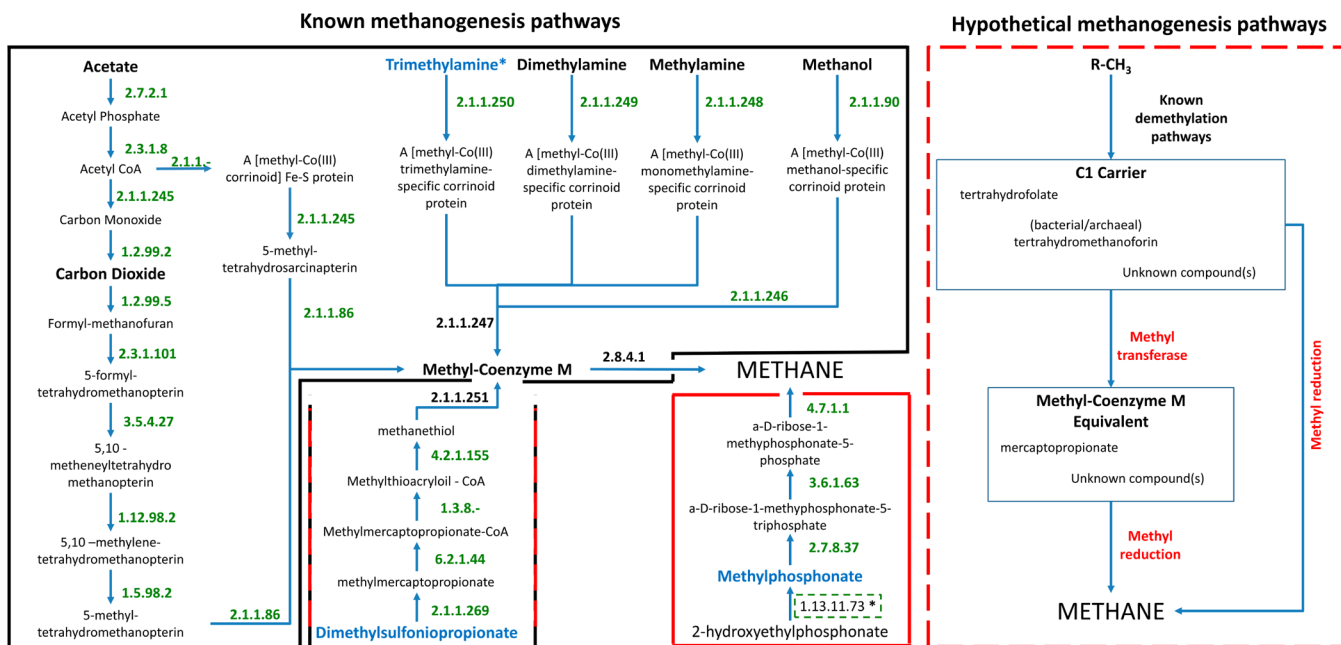 Known methanogenesis pathways
Hypothetical methanogenesis pathways
Acetate
2.7.2.1
Acetyl Phosphate
2.3.1.8
Acetyl CoA
2.1.1.-
2.1.1.245
Carbon Monoxide
1.2.99.2
Carbon Dioxide
1.2.99.5
Formyl-methanofuran
2.3.1.101
5-formyl-
tetrahydromethanopterin
3.5.4.27
5,10 -
metheneyltetrahydro
methanopterin
1.12.98.2
5,10 –methylene-
tetrahydromethanopterin
1.5.98.2
5-methyl-
tetrahydromethanopterin
2.1.1.86
A [methyl-Co(III)
corrinoid] Fe-S protein
2.1.1.245
5-methyl-
tetrahydrosarcinapterin
2.1.1.86
Trimethylamine*
2.1.1.250
A [methyl-Co(III)
trimethylamine-
specific corrinoid
protein
Dimethylamine
2.1.1.249
A [methyl-Co(III)
dimethylamine-
specific corrinoid
protein
Methylamine
2.1.1.248
A [methyl-Co(III)
monomethylamine-
specific corrinoid
protein
Methanol
2.1.1.90
A [methyl-Co(III)
methanol-specific
corrinoid protein
2.1.1.246
2.1.1.247
Methyl-Coenzyme M
2.8.4.1
METHANE
2.1.1.251
methanethiol
4.2.1.155
Methylthioacryloil - CoA
1.3.8.-
Methylmercaptopropionate-CoA
6.2.1.44
methylmercaptopropionate
2.1.1.269
Dimethylsulfoniopropionate
4.7.1.1
a-D-ribose-1-
methyphosphonate-5-
phosphate
3.6.1.63
a-D-ribose-1-methyphosphonate-5-
triphosphate
2.7.8.37
Methylphosphonate
1.13.11.73 *
2-hydroxyethylphosphonate
R-CH3
Known
demethylation
pathways
C1 Carrier
tertrahydrofolate
(bacterial/archaeal)
tertrahydromethanoforin
Unknown compound(s)
Methyl
transferase
Methyl-Coenzyme M
Equivalent
mercaptopropionate
Unknown compound(s)
Methyl
reduction
Methyl reduction
METHANE